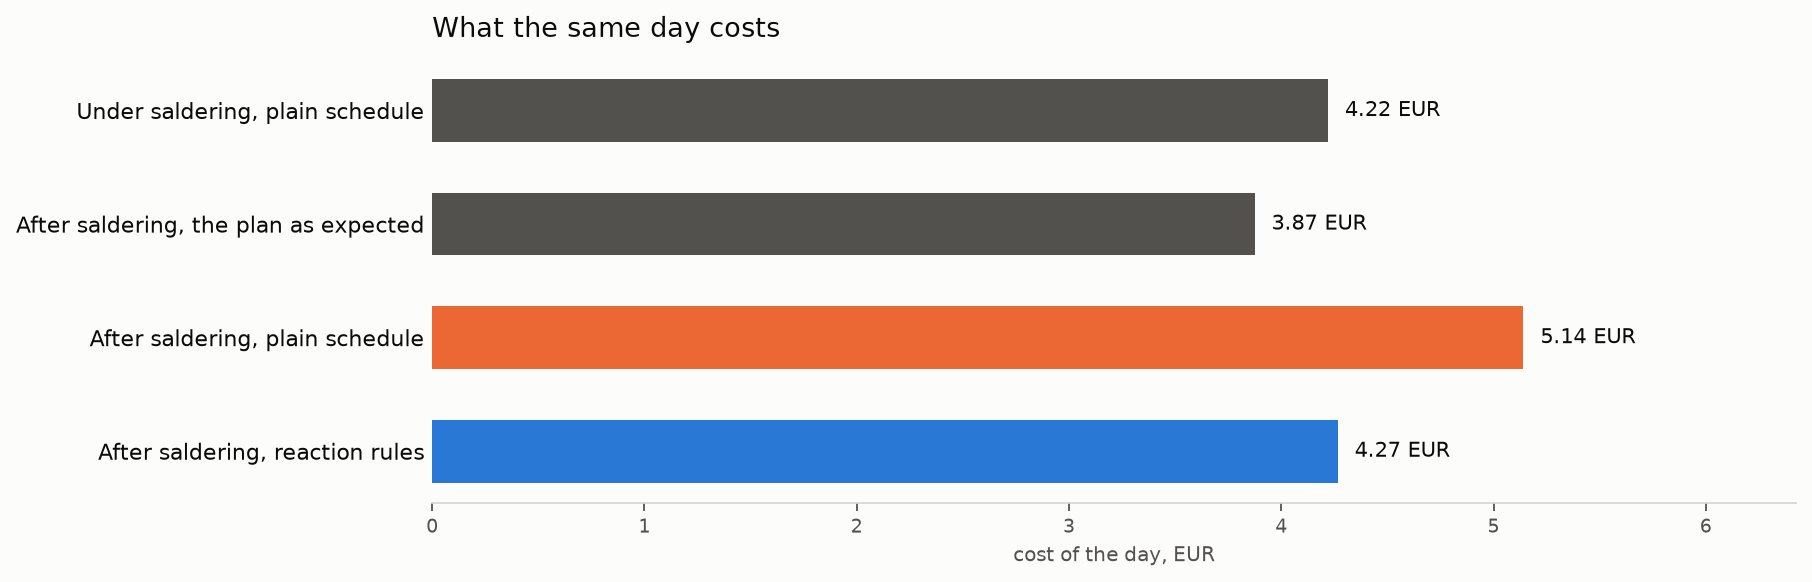 What the same day costs
Under saldering, plain schedule
4.22 EUR
After saldering, the plan as expected
3.87 EUR
After saldering, plain schedule
5.14 EUR
After saldering, reaction rules
4.27 EUR
0 1 2 3 4 5 6
cost of the day, EUR